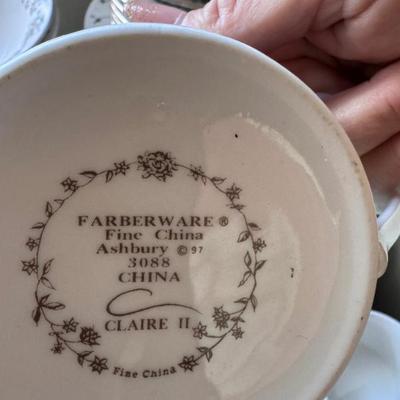 FARBERWARE®
Fine China
Ashbury © 97
3088
CHINA
CLAIRE II
Fine China